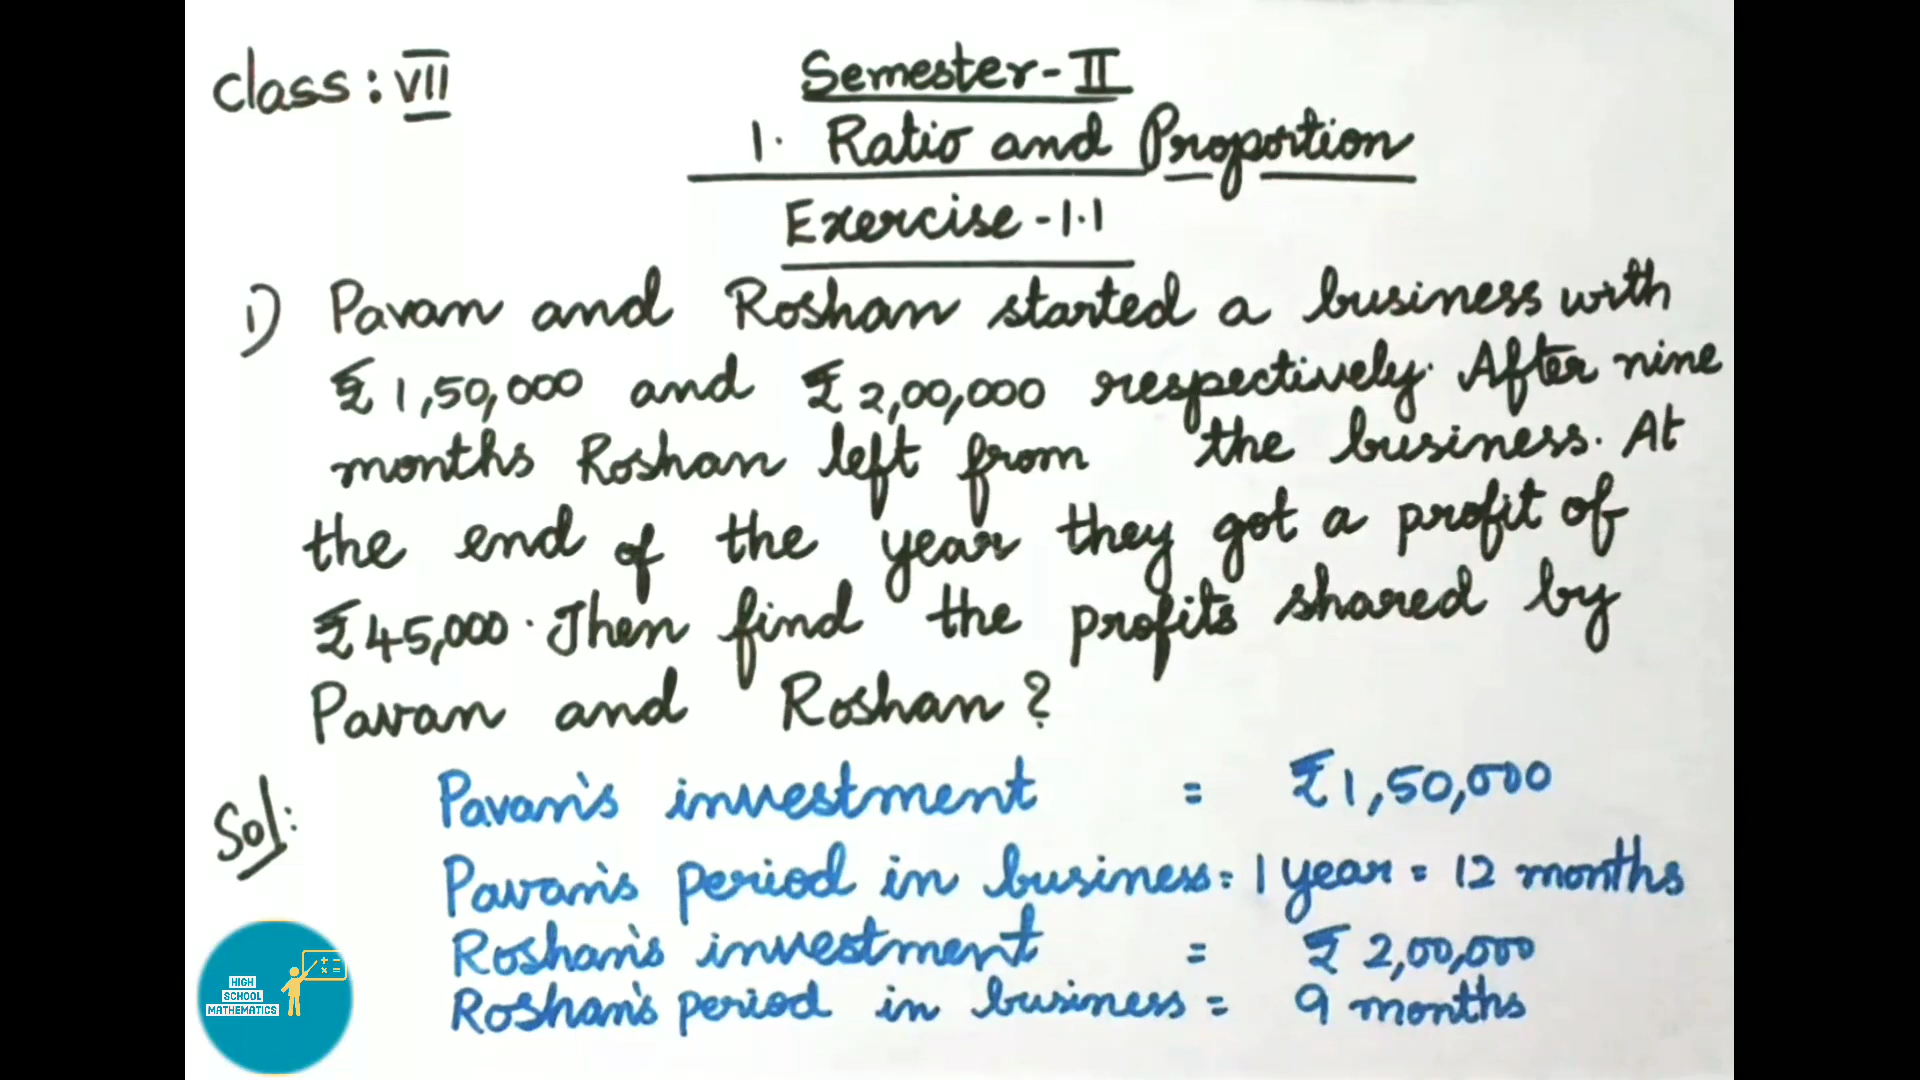 class: VII
Semester-II
1. Ratio and Proportion
Exercise-1.1
1) Pavan and Roshan started a business with
₹1,50,000 and ₹2,00,000 respectively. After nine
months Roshan left from the business. At
the end of the year they got a profit of
₹45,000. Then find the profits shared by
Pavan and Roshan?
Sol: Pavan's investment = ₹1,50,000
Pavan's period in business = 1 year = 12 months
Roshan's investment = ₹2,00,000
Roshan's period in business = 9 months
HIGH
SCHOOL
MATHEMATICS
+ -
× =